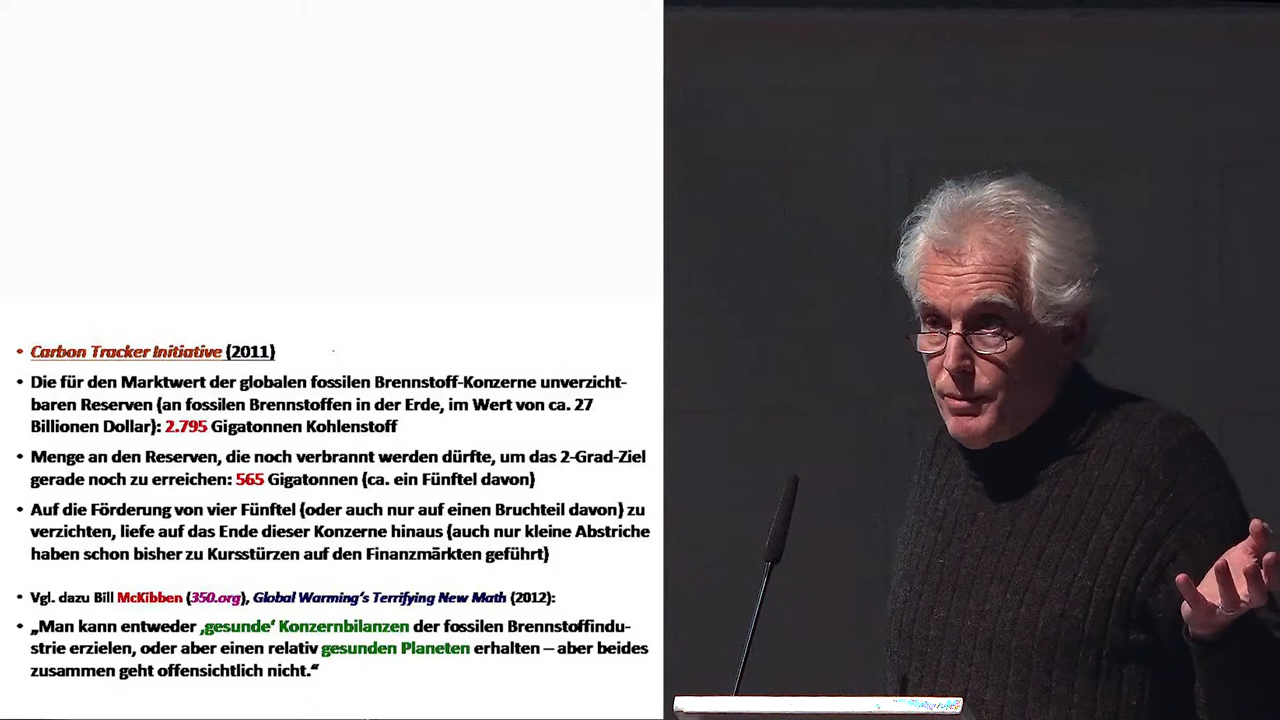 • Carbon Tracker Initiative (2011)
• Die für den Marktwert der globalen fossilen Brennstoff-Konzerne unverzicht-
baren Reserven (an fossilen Brennstoffen in der Erde, im Wert von ca. 27
Billionen Dollar): 2.795 Gigatonnen Kohlenstoff
• Menge an den Reserven, die noch verbrannt werden dürfte, um das 2-Grad-Ziel
gerade noch zu erreichen: 565 Gigatonnen (ca. ein Fünftel davon)
• Auf die Förderung von vier Fünftel (oder auch nur auf einen Bruchteil davon) zu
verzichten, liefe auf das Ende dieser Konzerne hinaus (auch nur kleine Abstriche
haben schon bisher zu Kursstürzen auf den Finanzmärkten geführt)
• Vgl. dazu Bill McKibben (350.org), Global Warming's Terrifying New Math (2012):
• „Man kann entweder ‚gesunde' Konzernbilanzen der fossilen Brennstoffindu-
strie erzielen, oder aber einen relativ gesunden Planeten erhalten – aber beides
zusammen geht offensichtlich nicht.“